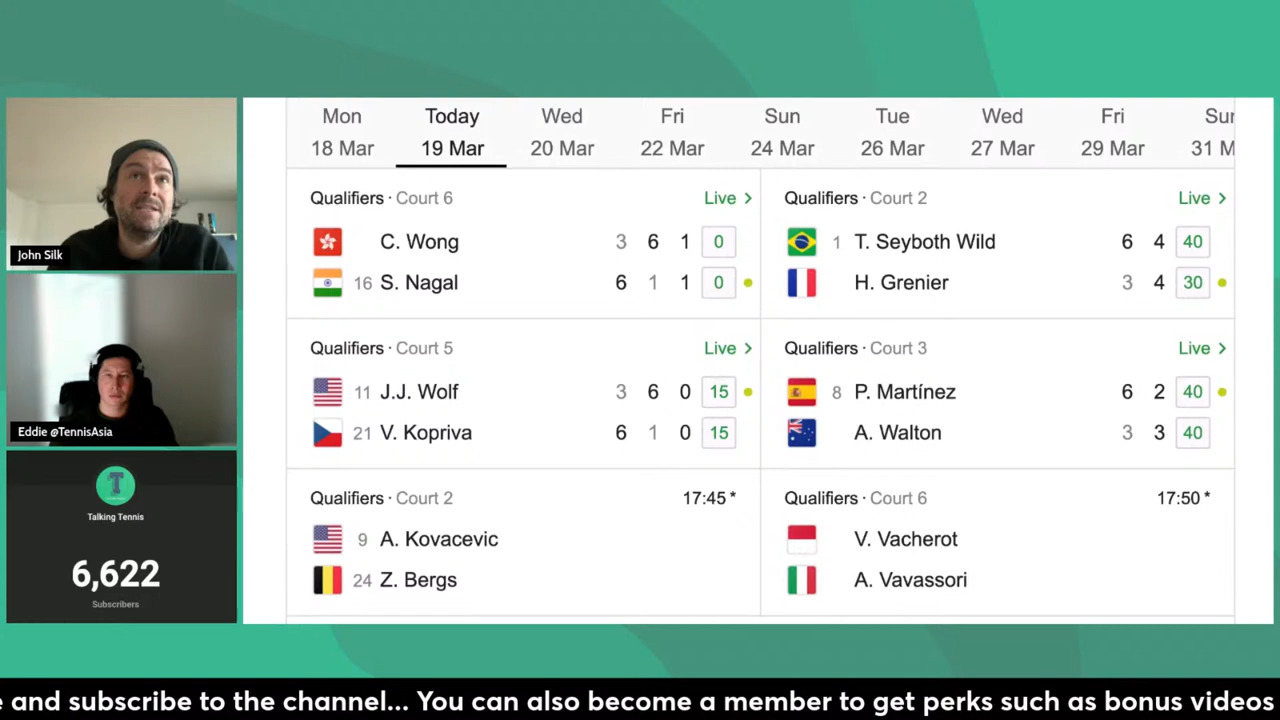 Mon
18 Mar
Today
19 Mar
Wed
20 Mar
Fri
22 Mar
Sun
24 Mar
Tue
26 Mar
Wed
27 Mar
Fri
29 Mar
Sur
31 M
Qualifiers · Court 6 Live >
C. Wong 3 6 1 0
16 S. Nagal 6 1 1 0
Qualifiers · Court 2 Live >
1 T. Seyboth Wild 6 4 40
H. Grenier 3 4 30
Qualifiers · Court 5 Live >
11 J.J. Wolf 3 6 0 15
21 V. Kopriva 6 1 0 15
Qualifiers · Court 3 Live >
8 P. Martínez 6 2 40
A. Walton 3 3 40
Qualifiers · Court 2 17:45 *
9 A. Kovacevic
24 Z. Bergs
Qualifiers · Court 6 17:50 *
V. Vacherot
A. Vavassori
John Silk
Eddie @TennisAsia
T
Talking Tennis
6,622
Subscribers
e and subscribe to the channel... You can also become a member to get perks such as bonus videos